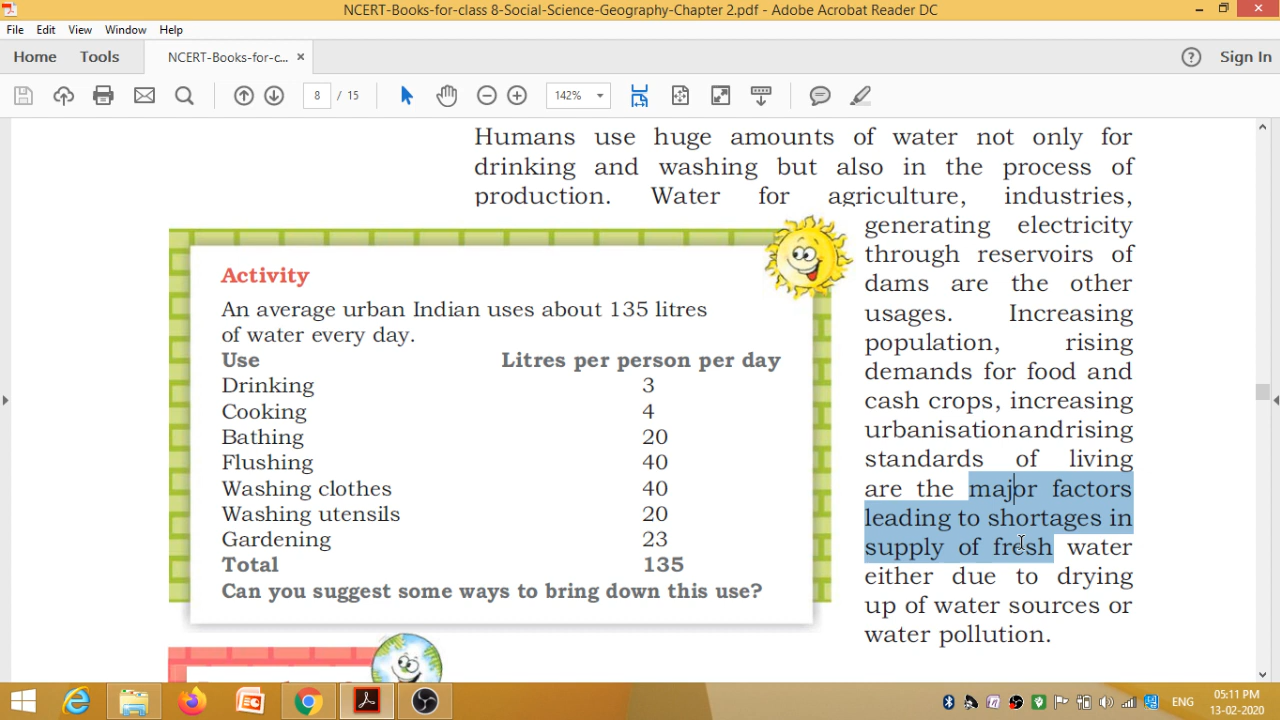 NCERT-Books-for-class 8-Social-Science-Geography-Chapter 2.pdf - Adobe Acrobat Reader DC
File Edit View Window Help
Home Tools NCERT-Books-for-c... × Sign In
8 / 15 142%
Humans use huge amounts of water not only for
drinking and washing but also in the process of
production. Water for agriculture, industries,
generating electricity
through reservoirs of
dams are the other
usages. Increasing
population, rising
demands for food and
cash crops, increasing
urbanisationandrising
standards of living
are the major factors
leading to shortages in
supply of fresh water
either due to drying
up of water sources or
water pollution.
Activity
An average urban Indian uses about 135 litres
of water every day.
Use Litres per person per day
Drinking 3
Cooking 4
Bathing 20
Flushing 40
Washing clothes 40
Washing utensils 20
Gardening 23
Total 135
Can you suggest some ways to bring down this use?
ENG
05:11 PM
13-02-2020